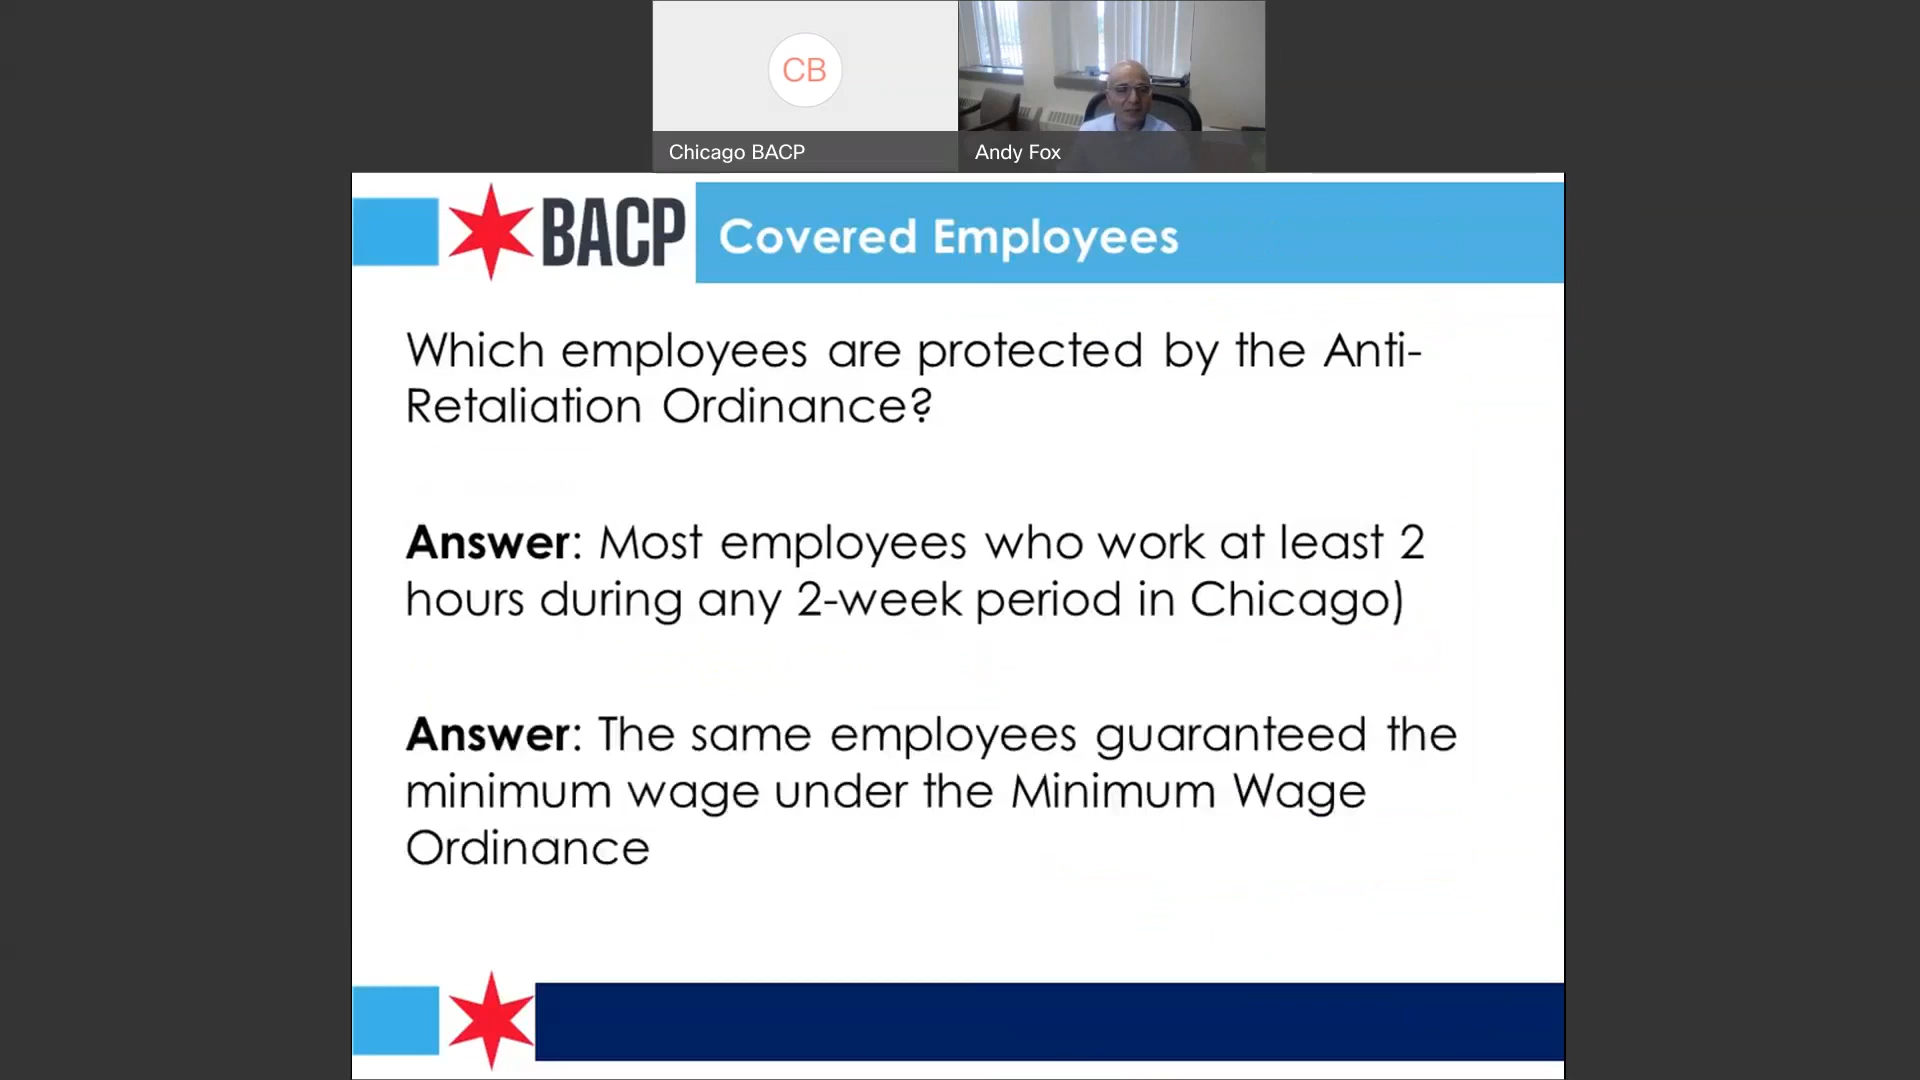 CB
Chicago BACP
Andy Fox
BACP
Covered Employees
Which employees are protected by the Anti-
Retaliation Ordinance?
Answer: Most employees who work at least 2
hours during any 2-week period in Chicago)
Answer: The same employees guaranteed the
minimum wage under the Minimum Wage
Ordinance